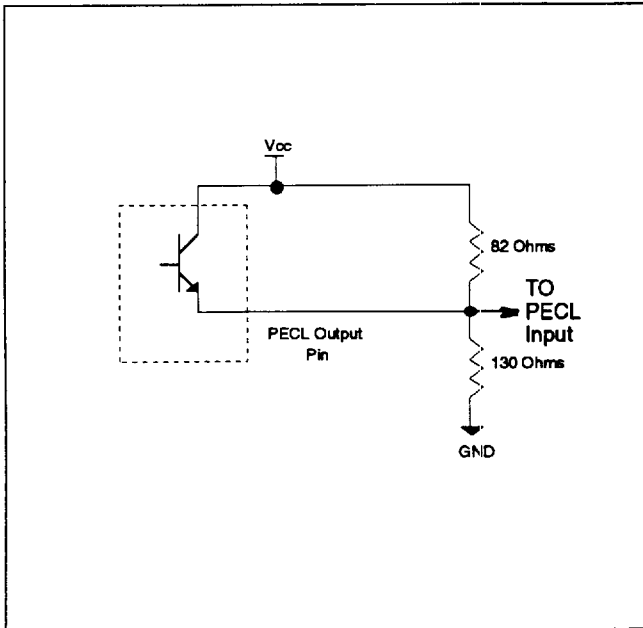 Vcc
82 Ohms
TO
PECL
Input
PECL Output
Pin
130 Ohms
GND